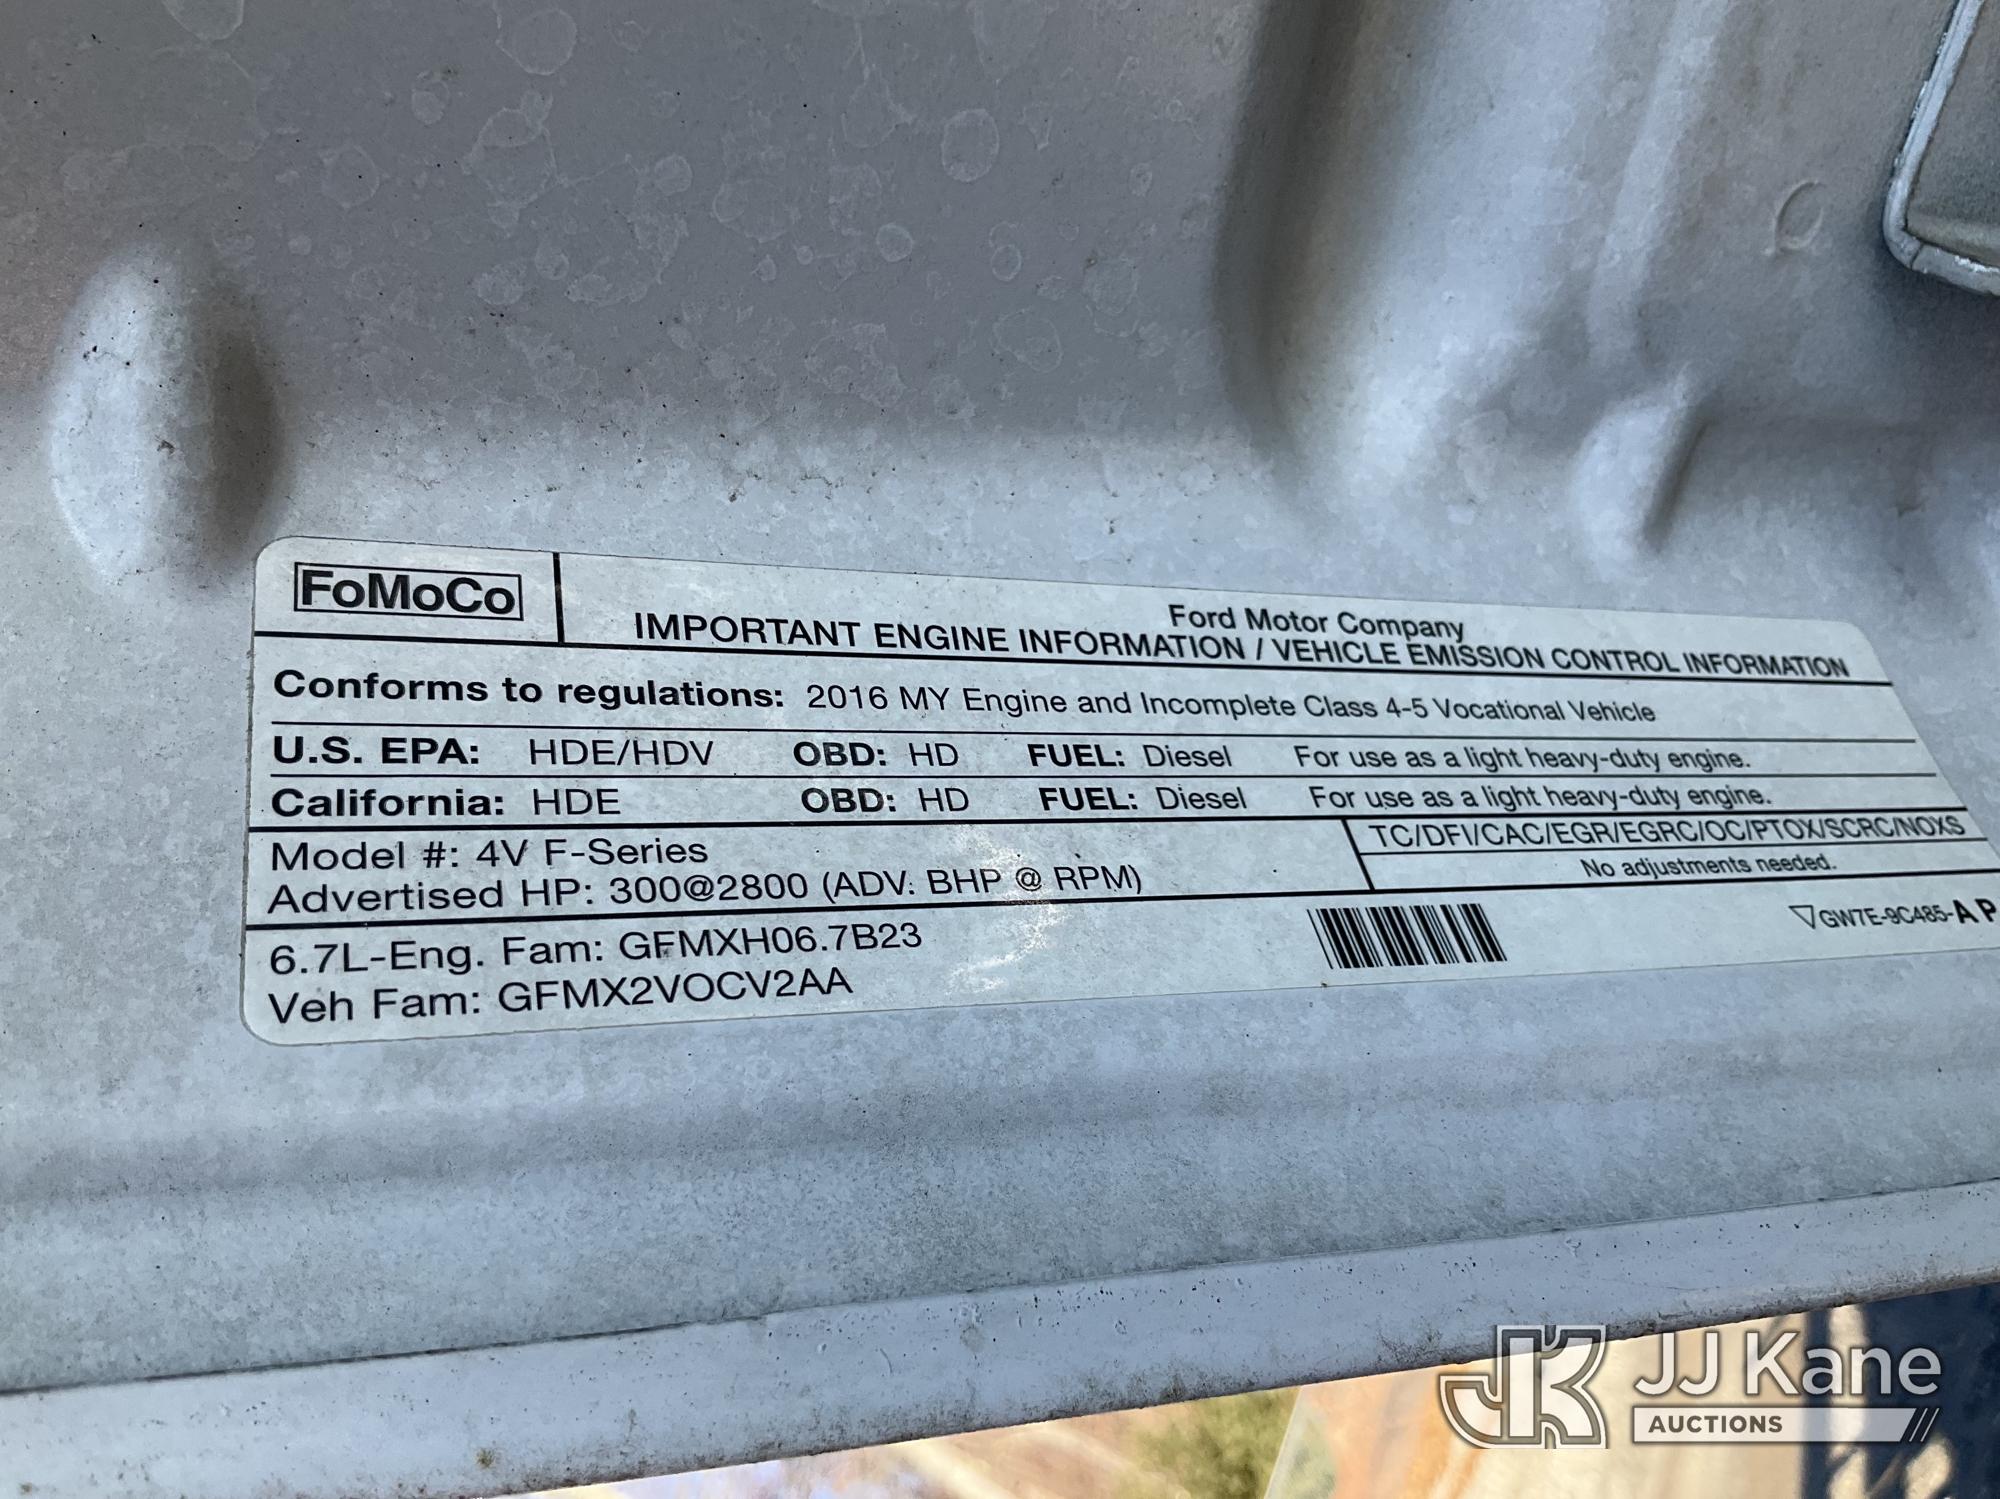 FoMoCo
Ford Motor Company
IMPORTANT ENGINE INFORMATION / VEHICLE EMISSION CONTROL INFORMATION
Conforms to regulations: 2016 MY Engine and Incomplete Class 4-5 Vocational Vehicle
U.S. EPA: HDE/HDV OBD: HD FUEL: Diesel For use as a light heavy-duty engine.
California: HDE OBD: HD FUEL: Diesel For use as a light heavy-duty engine.
Model #: 4V F-Series
Advertised HP: 300@2800 (ADV. BHP @ RPM)
TC/DFI/CAC/EGR/EGRC/OC/PTOX/SCRC/NOXS
No adjustments needed.
6.7L-Eng. Fam: GFMXH06.7B23
Veh Fam: GFMX2VOCV2AA
GW7E-9C485-AP
JK JJ Kane
AUCTIONS